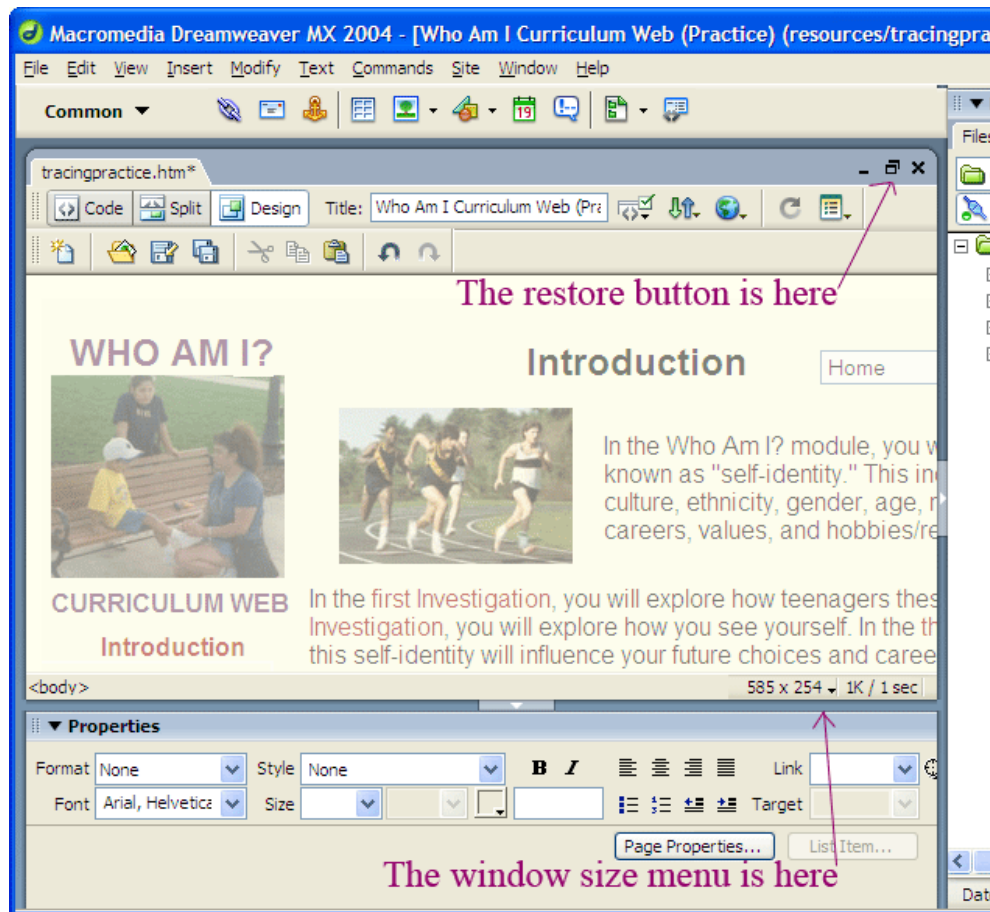 Macromedia Dreamweaver MX 2004 - [Who Am I Curriculum Web (Practice) (resources/tracingpra
File Edit View Insert Modify Text Commands Site Window Help
Common
19
Files
tracingpractice.htm*
Code Split Design Title: Who Am I Curriculum Web (Pra
The restore button is here
WHO AM I?
Introduction
Home
In the Who Am I? module, you w
known as "self-identity." This in
culture, ethnicity, gender, age, r
careers, values, and hobbies/re
CURRICULUM WEB
Introduction
In the first Investigation, you will explore how teenagers thes
Investigation, you will explore how you see yourself. In the th
this self-identity will influence your future choices and caree
<body> 585 x 254 1K / 1 sec
Properties
Format None Style None B I Link
Font Arial, Helvetica Size Target
Page Properties... List Item...
The window size menu is here
Dat